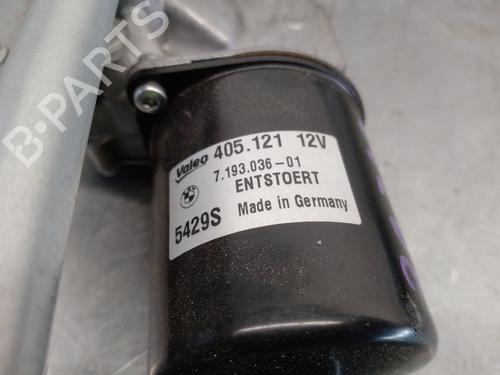 B-PARTS
Valeo 405.121 12V
7.193.036-01
ENTSTOERT
5429S Made in Germany